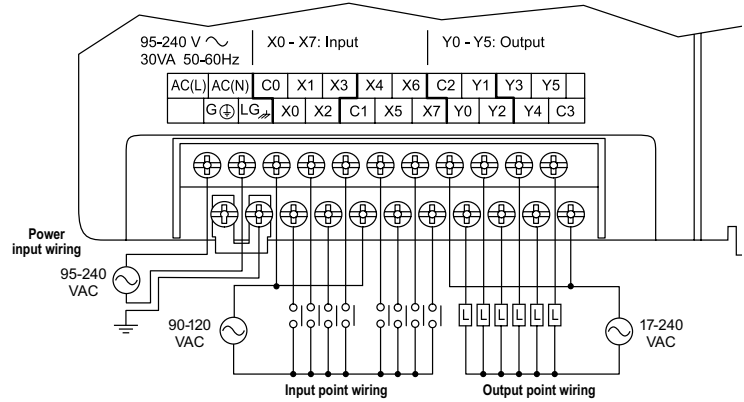 95-240 V ∿ X0 - X7: Input Y0 - Y5: Output
30VA 50-60Hz
AC(L) AC(N) C0 X1 X3 X4 X6 C2 Y1 Y3 Y5
G LG X0 X2 C1 X5 X7 Y0 Y2 Y4 C3
Power
input wiring
95-240
VAC
90-120
VAC
L L L L L L
17-240
VAC
Input point wiring Output point wiring